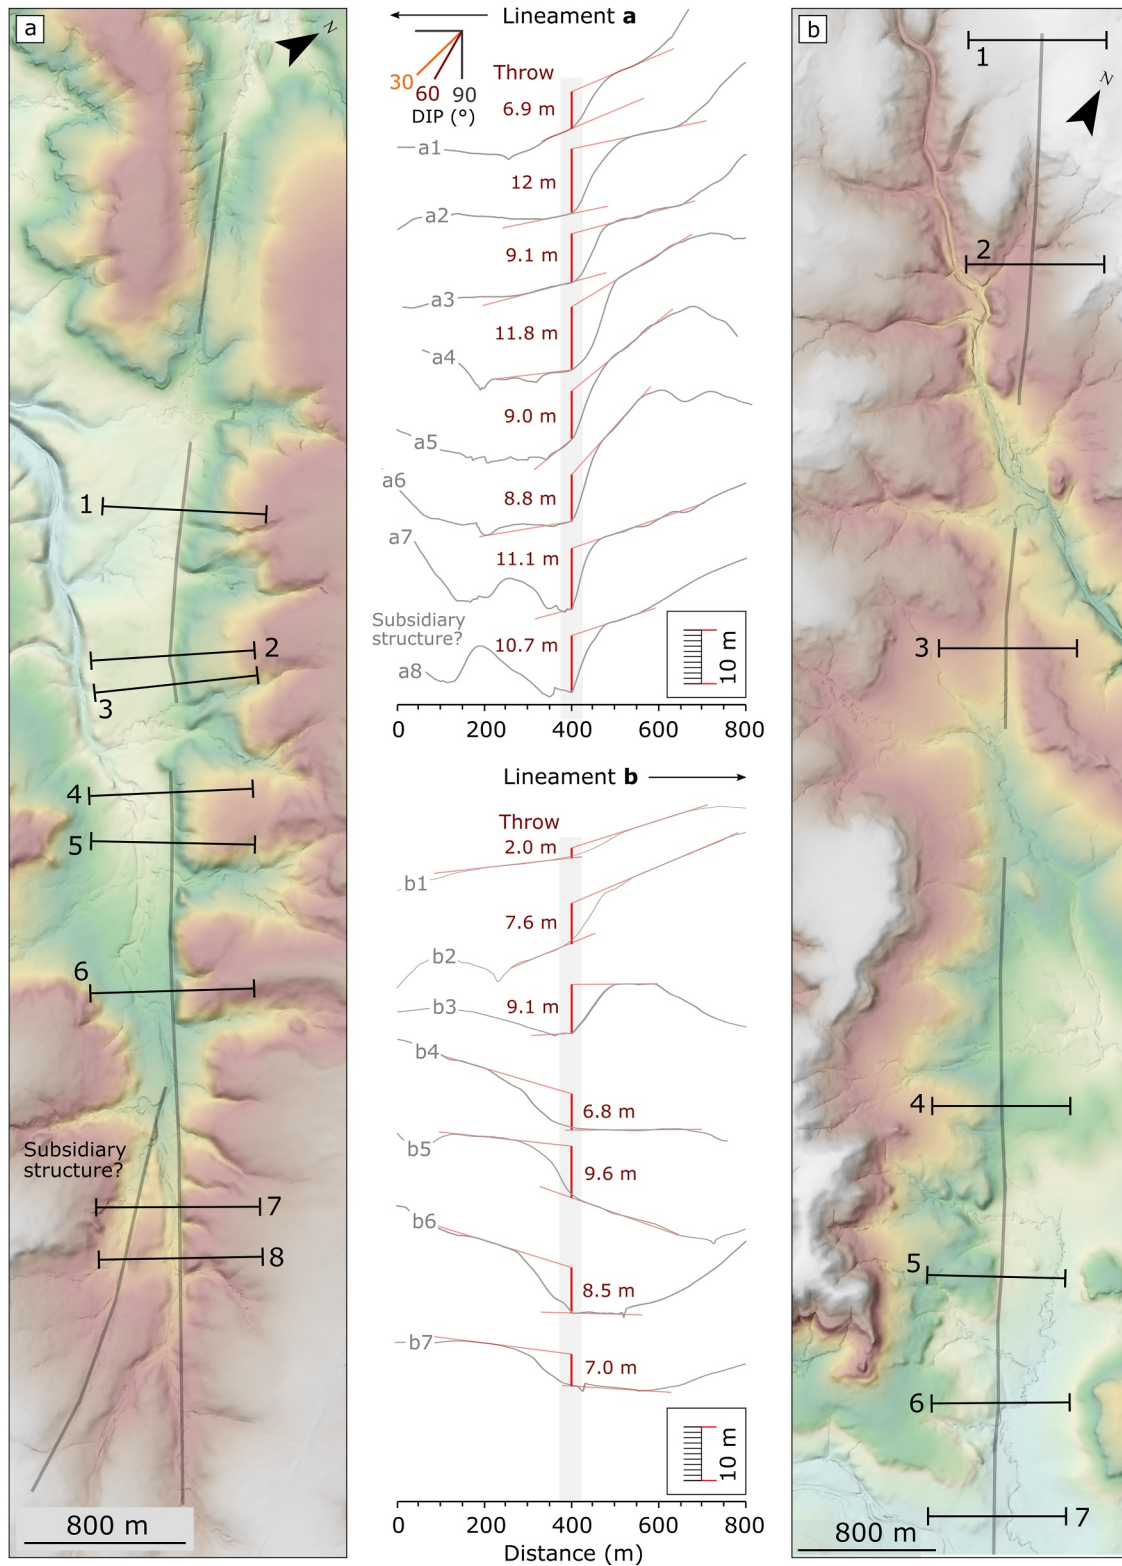 a
N
1
2
3
4
5
6
Subsidiary
structure?
7
8
800 m
Lineament a
30
60
90
DIP (°)
Throw
6.9 m
a1
12 m
a2
9.1 m
a3
11.8 m
a4
9.0 m
a5
a6
8.8 m
a7
11.1 m
Subsidiary
structure?
10.7 m
a8
10 m
0 200 400 600 800
Lineament b
Throw
2.0 m
b1
7.6 m
b2
9.1 m
b3
b4
6.8 m
b5
9.6 m
b6
8.5 m
b7
7.0 m
10 m
0 200 400 600 800
Distance (m)
b
1
N
2
3
4
5
6
7
800 m